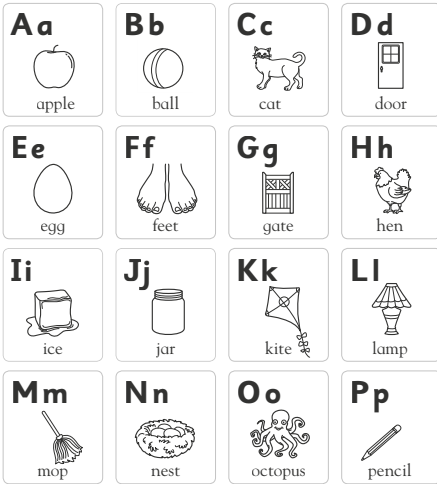 Aa
apple
Bb
ball
Cc
cat
Dd
door
Ee
egg
Ff
feet
Gg
gate
Hh
hen
Ii
ice
Jj
jar
Kk
kite
Ll
lamp
Mm
mop
Nn
nest
Oo
octopus
Pp
pencil